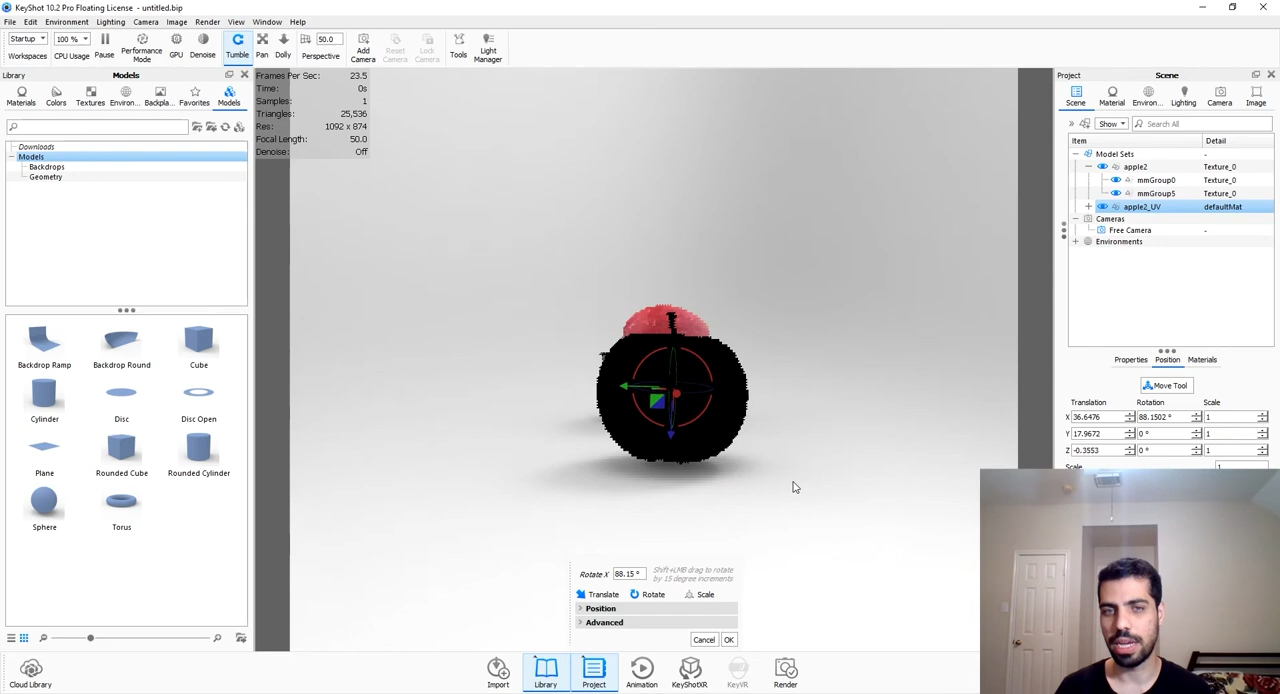 KeyShot 10.2 Pro Floating License - untitled.bip
File Edit Environment Lighting Camera Image Render View Window Help
Startup 100 % 50.0
Workspaces CPU Usage Pause Performance Mode GPU Denoise Tumble Pan Dolly Perspective Add Camera Reset Camera Lock Camera Tools Light Manager
Library Models
Materials Colors Textures Environ... Backpla... Favorites Models
Downloads
Models
Backdrops
Geometry
Backdrop Ramp Backdrop Round Cube
Cylinder Disc Disc Open
Plane Rounded Cube Rounded Cylinder
Sphere Torus
Cloud Library
Frames Per Sec: 23.5
Time: 0s
Samples: 1
Triangles: 25,536
Res: 1092 x 874
Focal Length: 50.0
Denoise: Off
Rotate X 88.15 ° Shift+LMB drag to rotate
by 15 degree increments
Translate Rotate Scale
Position
Advanced
Cancel OK
Import Library Project Animation KeyShotXR KeyVR Render
Project Scene
Scene Material Environ... Lighting Camera Image
Show Search All
Item Detail
Model Sets -
apple2 Texture_0
mmGroup0 Texture_0
mmGroup5 Texture_0
apple2_UV defaultMat
Cameras
Free Camera -
Environments
Properties Position Materials
Move Tool
Translation Rotation Scale
X 36.6476 88.1502 ° 1
Y 17.9672 0 ° 1
Z -0.3553 0 ° 1